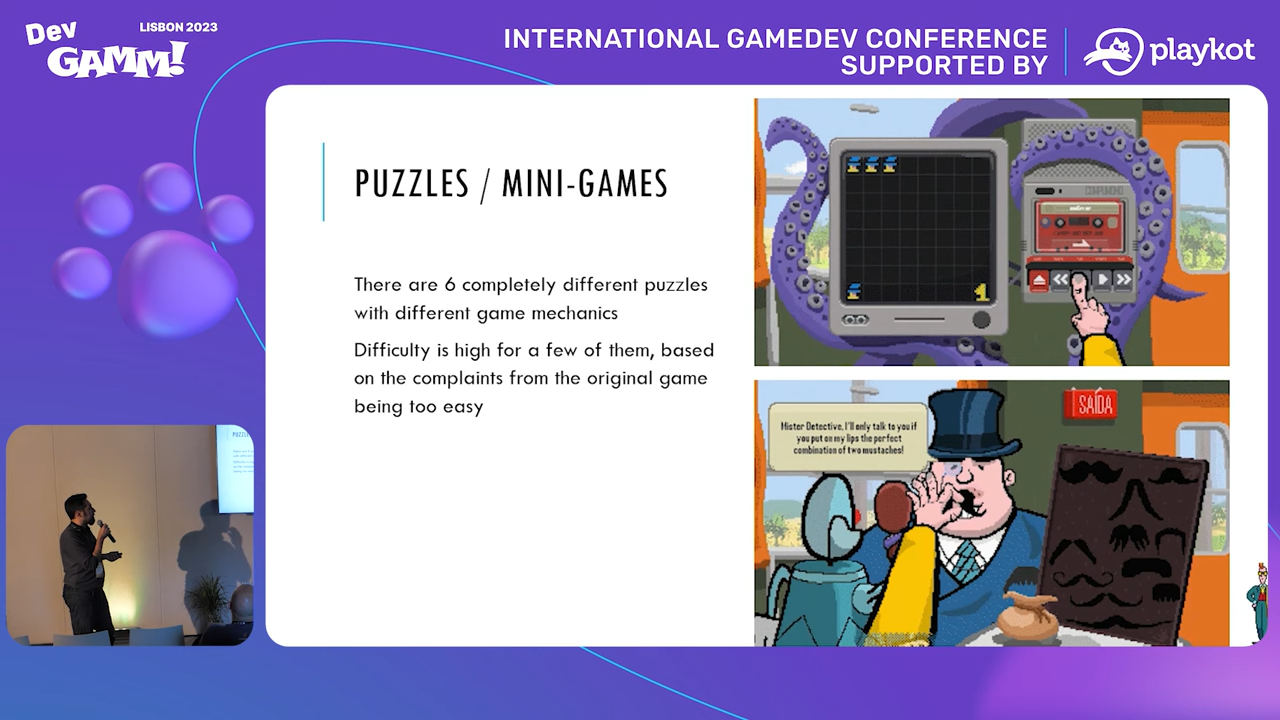 Dev
GAMM!
LISBON 2023
INTERNATIONAL GAMEDEV CONFERENCE
SUPPORTED BY
playkot
PUZZLES / MINI-GAMES
There are 6 completely different puzzles
with different game mechanics
Difficulty is high for a few of them, based
on the complaints from the original game
being too easy
1
SAÍDA
Mister Detective, I'll only talk to you if
you put on my lips the perfect
combination of two mustaches!